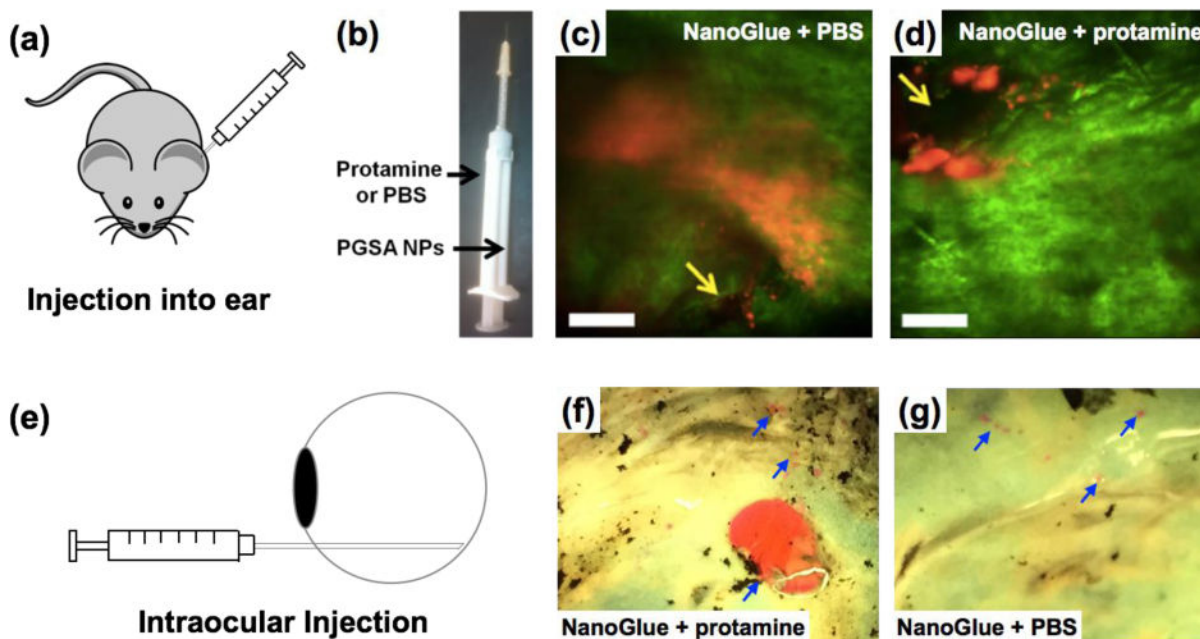 (a)
Injection into ear
(b)
Protamine
or PBS
PGSA NPs
(c)
NanoGlue + PBS
(d)
NanoGlue + protamine
(e)
Intraocular Injection
(f)
NanoGlue + protamine
(g)
NanoGlue + PBS